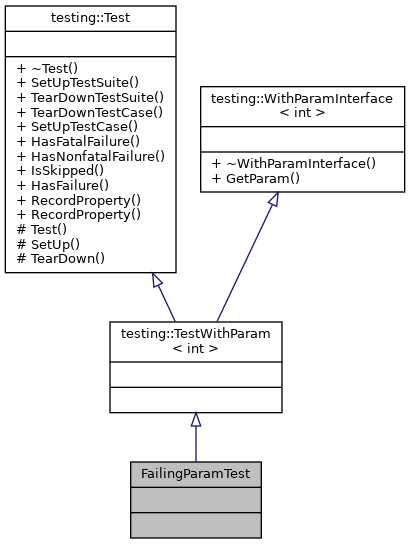 testing::Test
+ ~Test()
+ SetUpTestSuite()
+ TearDownTestSuite()
+ TearDownTestCase()
+ SetUpTestCase()
+ HasFatalFailure()
+ HasNonfatalFailure()
+ IsSkipped()
+ HasFailure()
+ RecordProperty()
+ RecordProperty()
# Test()
# SetUp()
# TearDown()
testing::WithParamInterface
< int >
+ ~WithParamInterface()
+ GetParam()
testing::TestWithParam
< int >
FailingParamTest